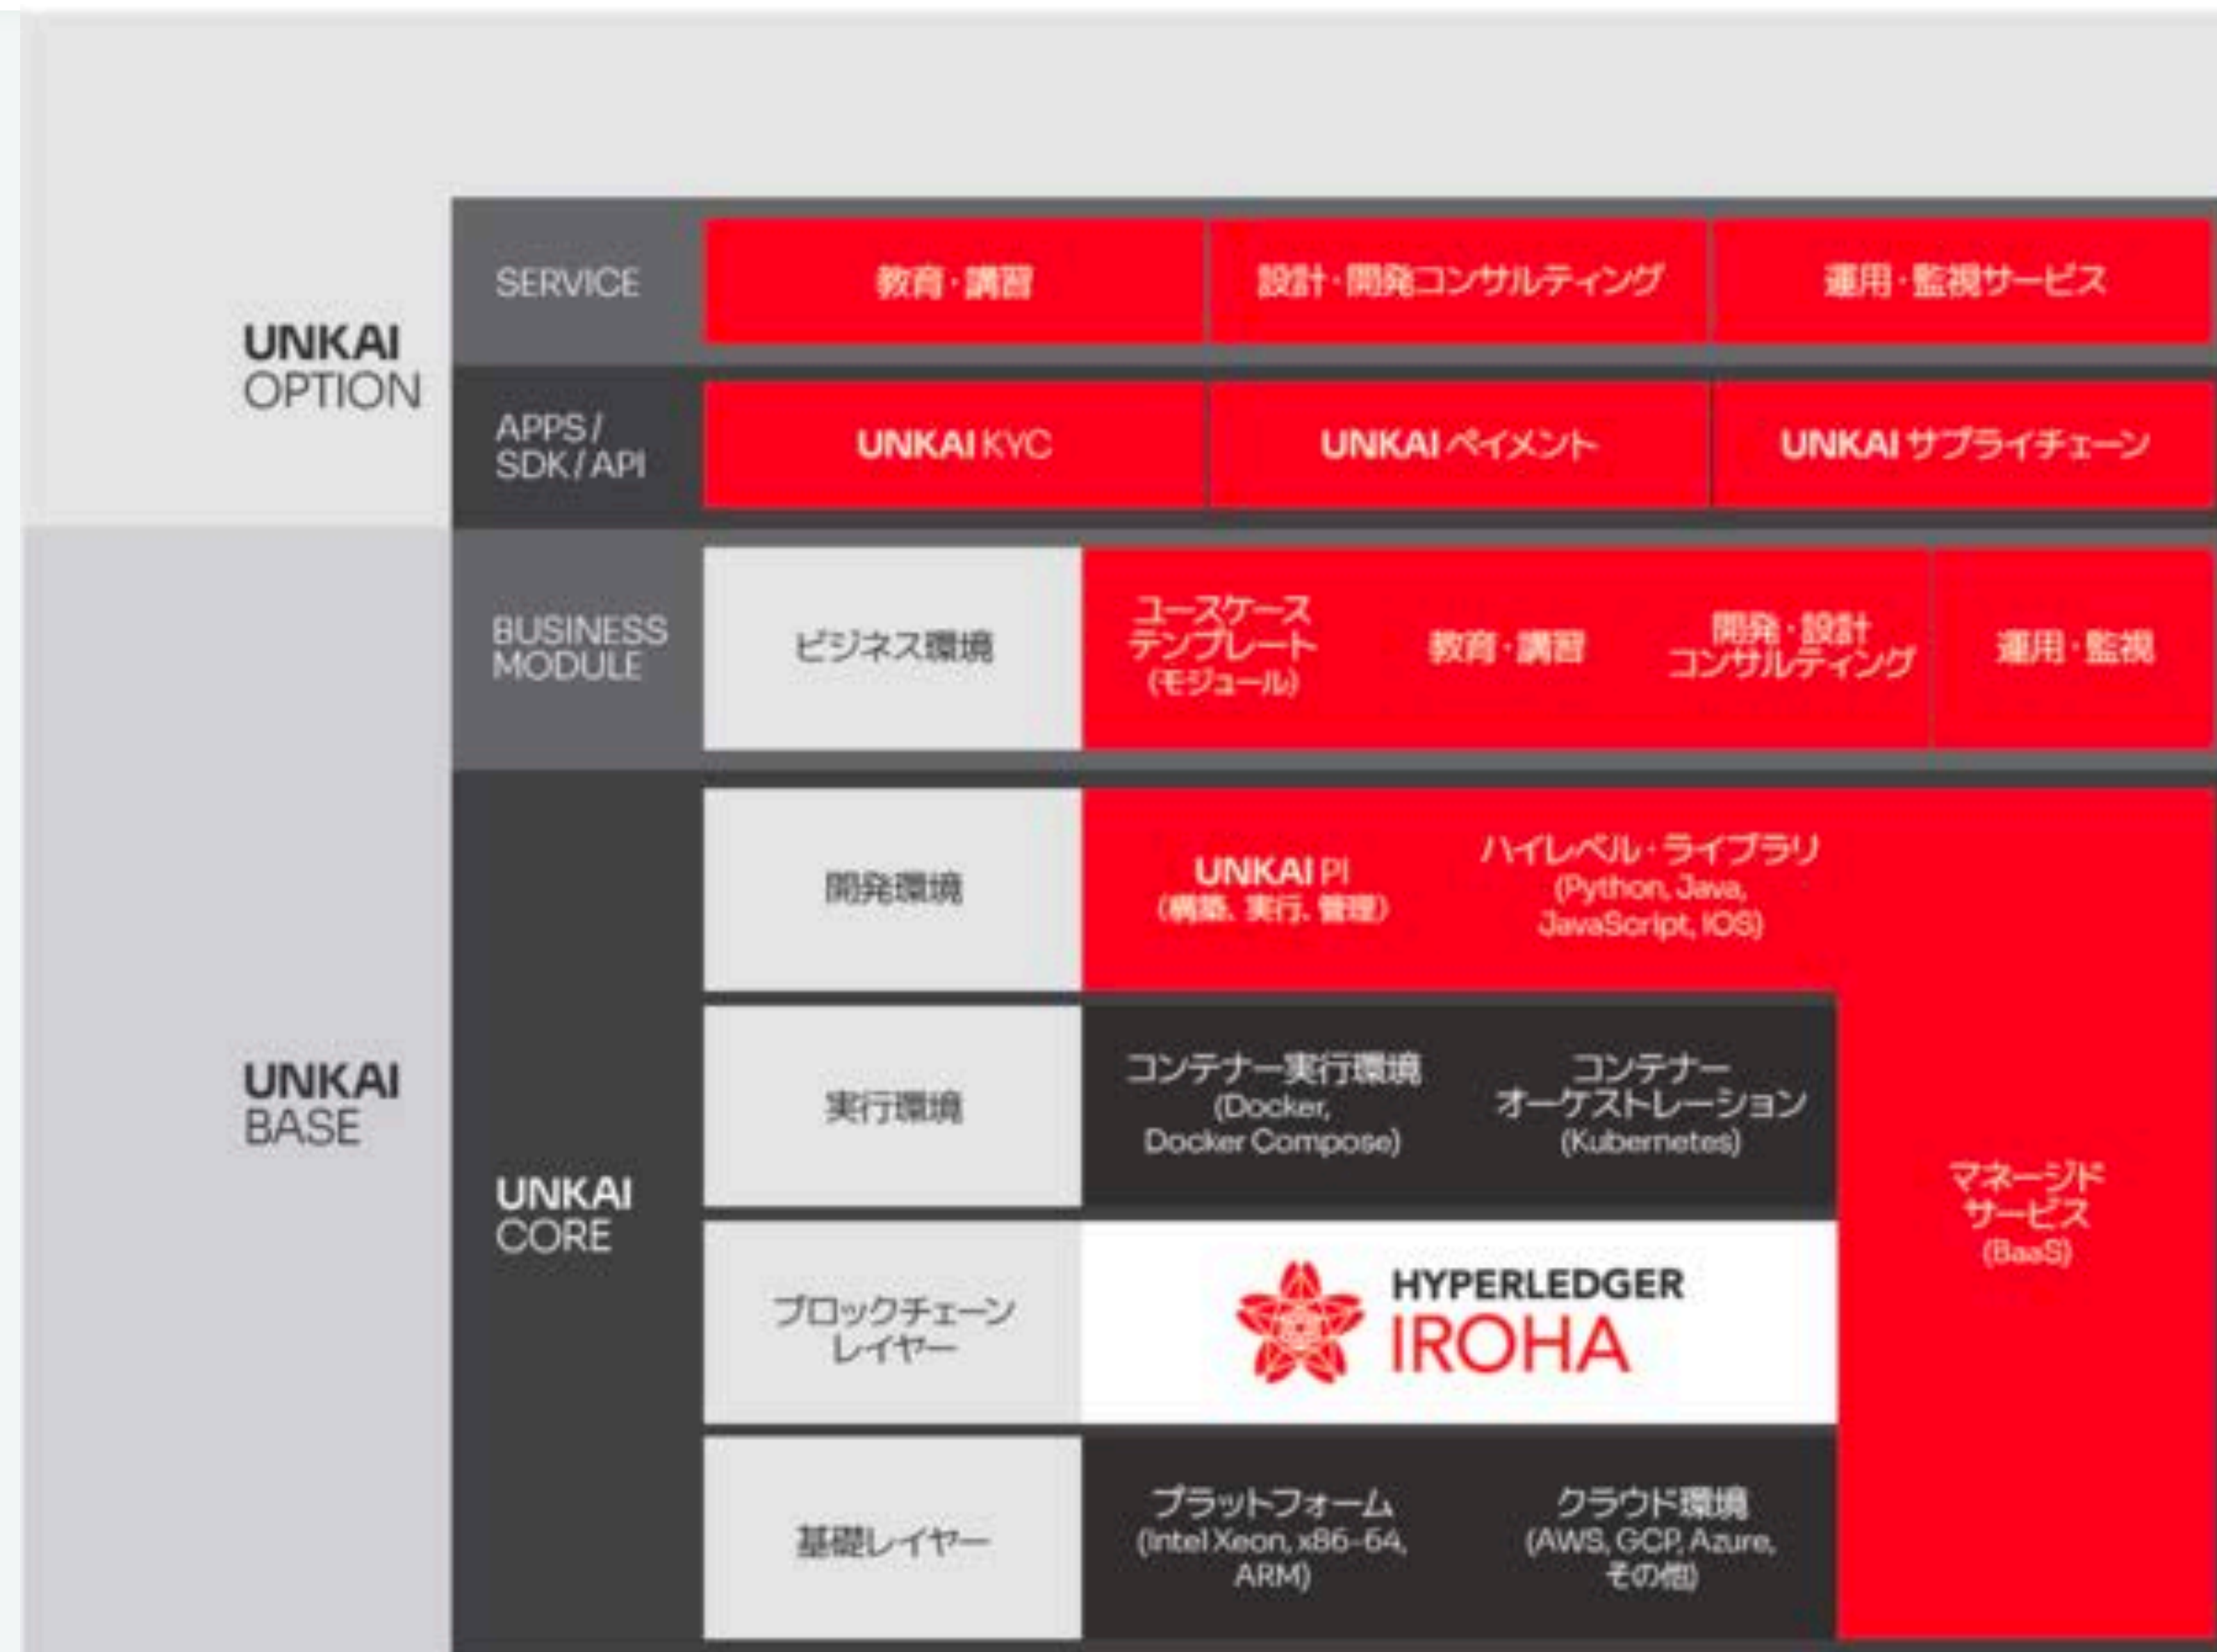 UNKAI
OPTION
SERVICE
教育・講習
設計・開発コンサルティング
運用・監視サービス
APPS/
SDK/API
UNKAI KYC
UNKAI ペイメント
UNKAI サプライチェーン
UNKAI
BASE
BUSINESS
MODULE
ビジネス環境
ユースケース
テンプレート
(モジュール)
教育・講習
開発・設計
コンサルティング
運用・監視
UNKAI
CORE
開発環境
UNKAI PI
(構築、実行、管理)
ハイレベル・ライブラリ
(Python, Java,
JavaScript, iOS)
実行環境
コンテナー実行環境
(Docker,
Docker Compose)
コンテナー
オーケストレーション
(Kubernetes)
マネージド
サービス
(BaaS)
ブロックチェーン
レイヤー
HYPERLEDGER
IROHA
基礎レイヤー
プラットフォーム
(Intel Xeon, x86-64,
ARM)
クラウド環境
(AWS, GCP, Azure,
その他)